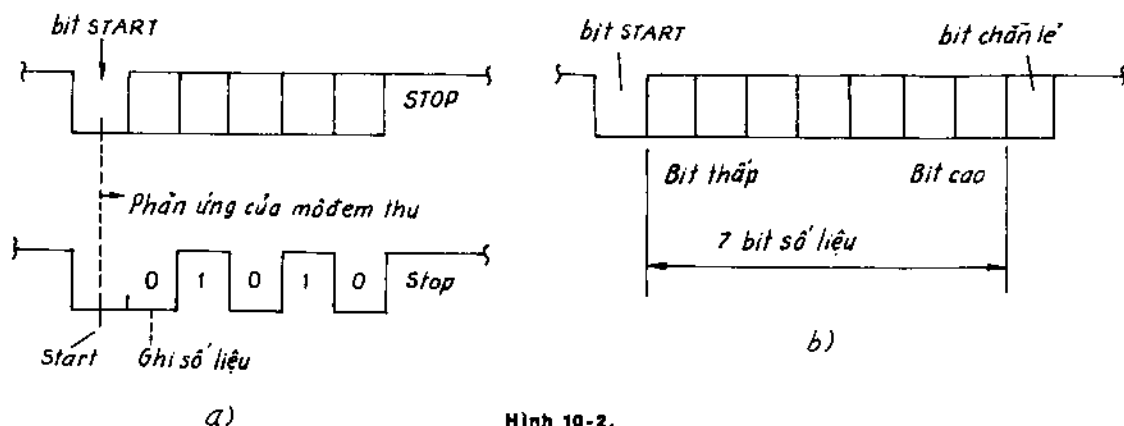 bit START
STOP
Phản ứng của môđem thu
0 1 0 1 0
Stop
Start
Ghi số liệu
a)
bit START
bit chẵn lẻ
Bit thấp
Bit cao
7 bit số liệu
b)
Hình 10-2.